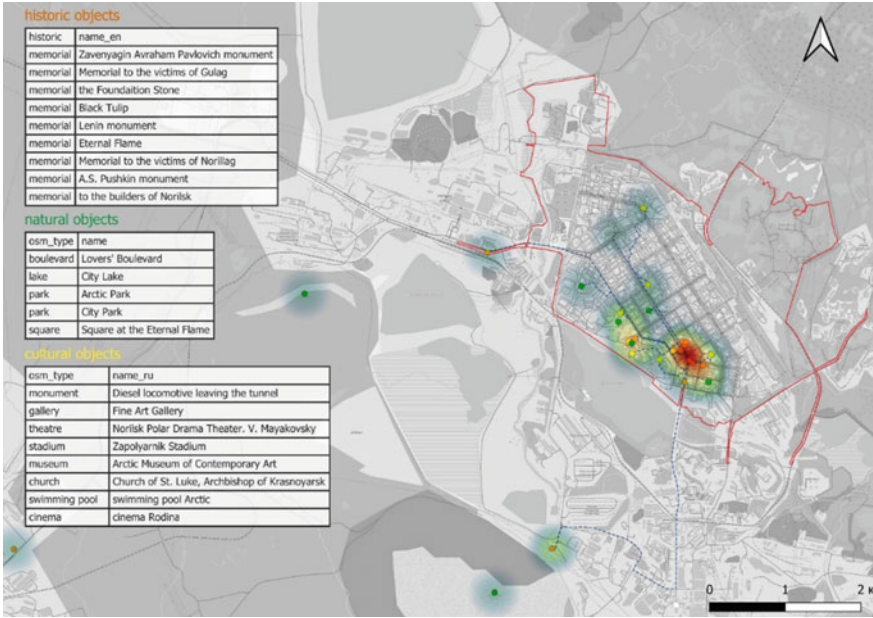 historic objects
historic name_en
memorial Zavenyagin Avraham Pavlovich monument
memorial Memorial to the victims of Gulag
memorial the Foundaition Stone
memorial Black Tulip
memorial Lenin monument
memorial Eternal Flame
memorial Memorial to the victims of Norillag
memorial A.S. Pushkin monument
memorial to the builders of Norilsk
natural objects
osm_type name
boulevard Lovers' Boulevard
lake City Lake
park Arctic Park
park City Park
square Square at the Eternal Flame
cultural objects
osm_type name_ru
monument Diesel locomotive leaving the tunnel
gallery Fine Art Gallery
theatre Norilsk Polar Drama Theater. V. Mayakovsky
stadium Zapolyarnik Stadium
museum Arctic Museum of Contemporary Art
church Church of St. Luke, Archbishop of Krasnoyarsk
swimming pool swimming pool Arctic
cinema cinema Rodina
0 1 2 к